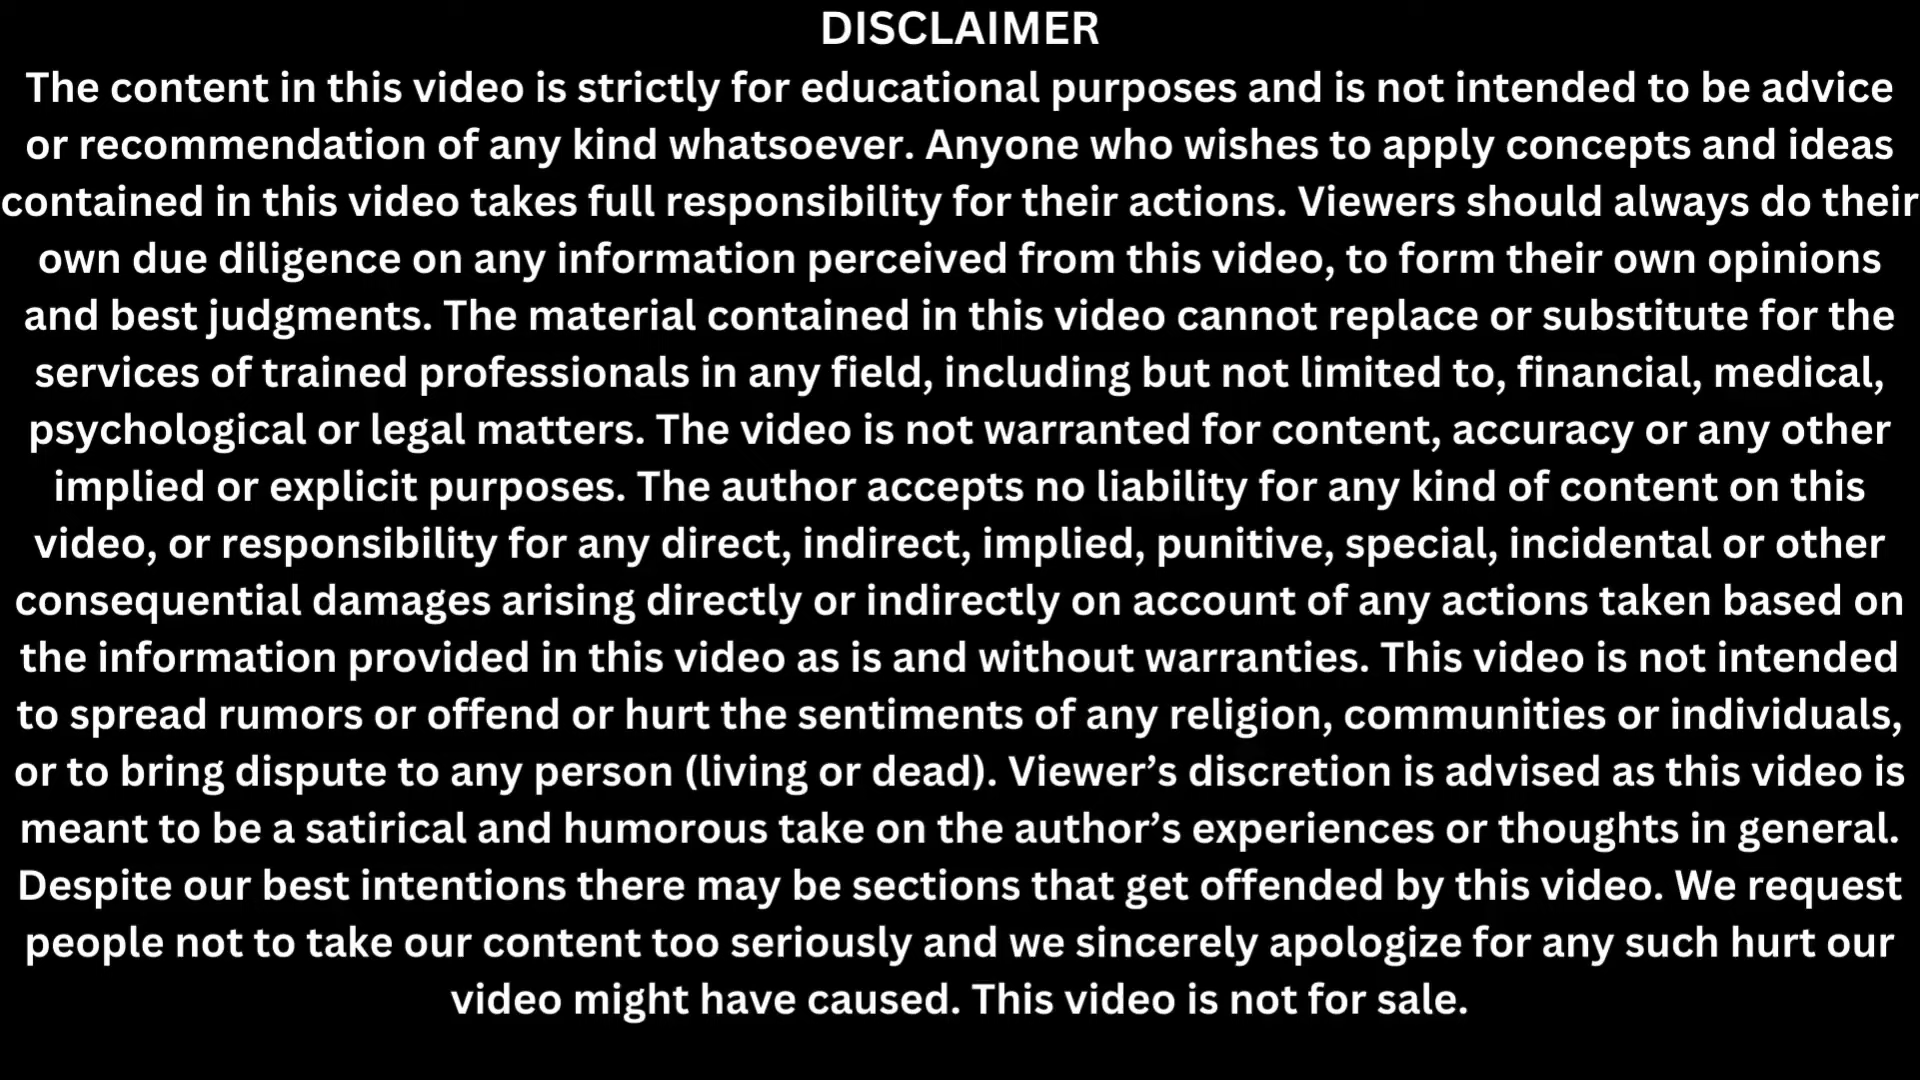 DISCLAIMER
The content in this video is strictly for educational purposes and is not intended to be advice
or recommendation of any kind whatsoever. Anyone who wishes to apply concepts and ideas
contained in this video takes full responsibility for their actions. Viewers should always do their
own due diligence on any information perceived from this video, to form their own opinions
and best judgments. The material contained in this video cannot replace or substitute for the
services of trained professionals in any field, including but not limited to, financial, medical,
psychological or legal matters. The video is not warranted for content, accuracy or any other
implied or explicit purposes. The author accepts no liability for any kind of content on this
video, or responsibility for any direct, indirect, implied, punitive, special, incidental or other
consequential damages arising directly or indirectly on account of any actions taken based on
the information provided in this video as is and without warranties. This video is not intended
to spread rumors or offend or hurt the sentiments of any religion, communities or individuals,
or to bring dispute to any person (living or dead). Viewer’s discretion is advised as this video is
meant to be a satirical and humorous take on the author’s experiences or thoughts in general.
Despite our best intentions there may be sections that get offended by this video. We request
people not to take our content too seriously and we sincerely apologize for any such hurt our
video might have caused. This video is not for sale.